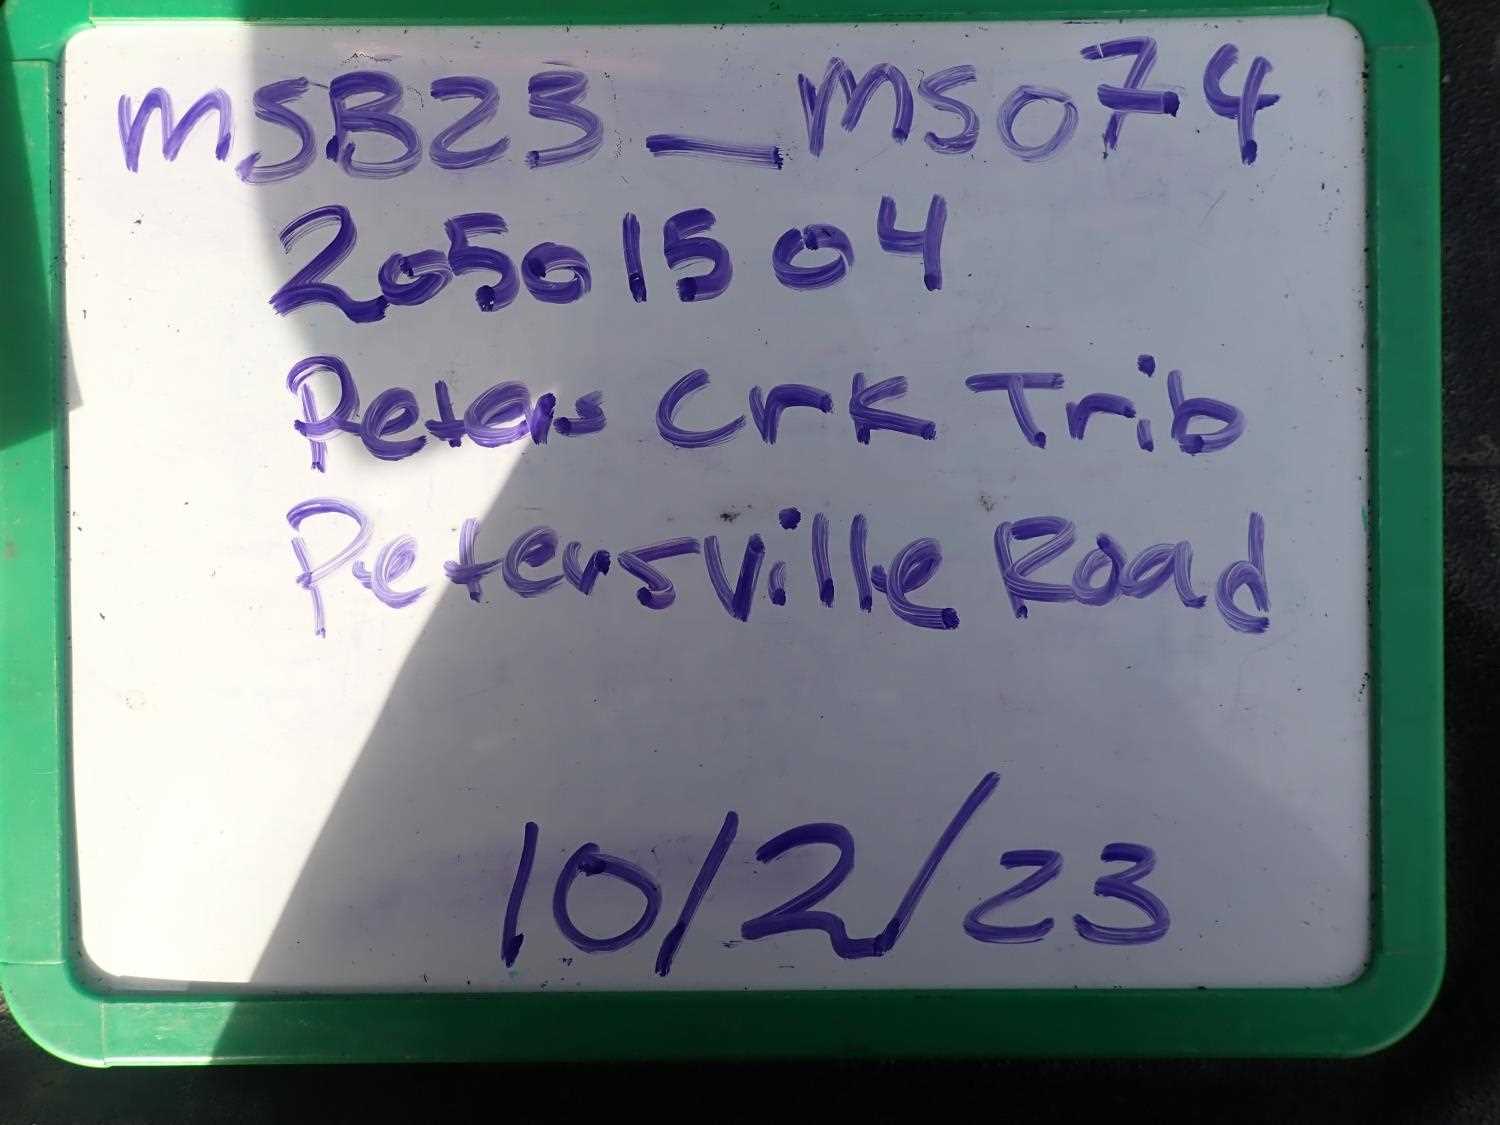 MSB23_MS074
20501504
Peters Crk Trib
Petersville Road
10/2/23